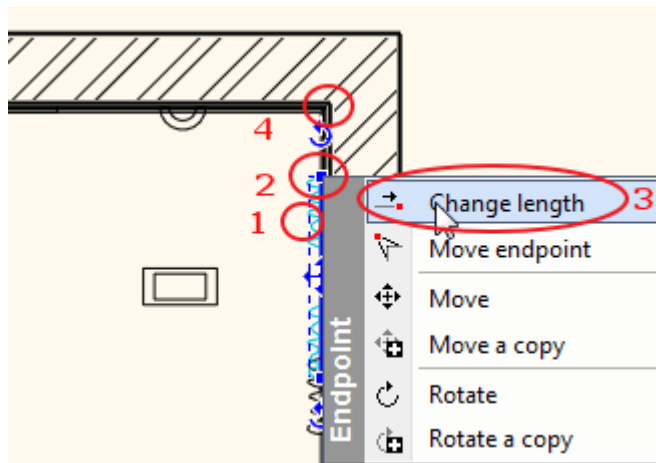 4
2
1
Change length
3
Move endpoint
Move
Move a copy
Rotate
Rotate a copy
Endpoint